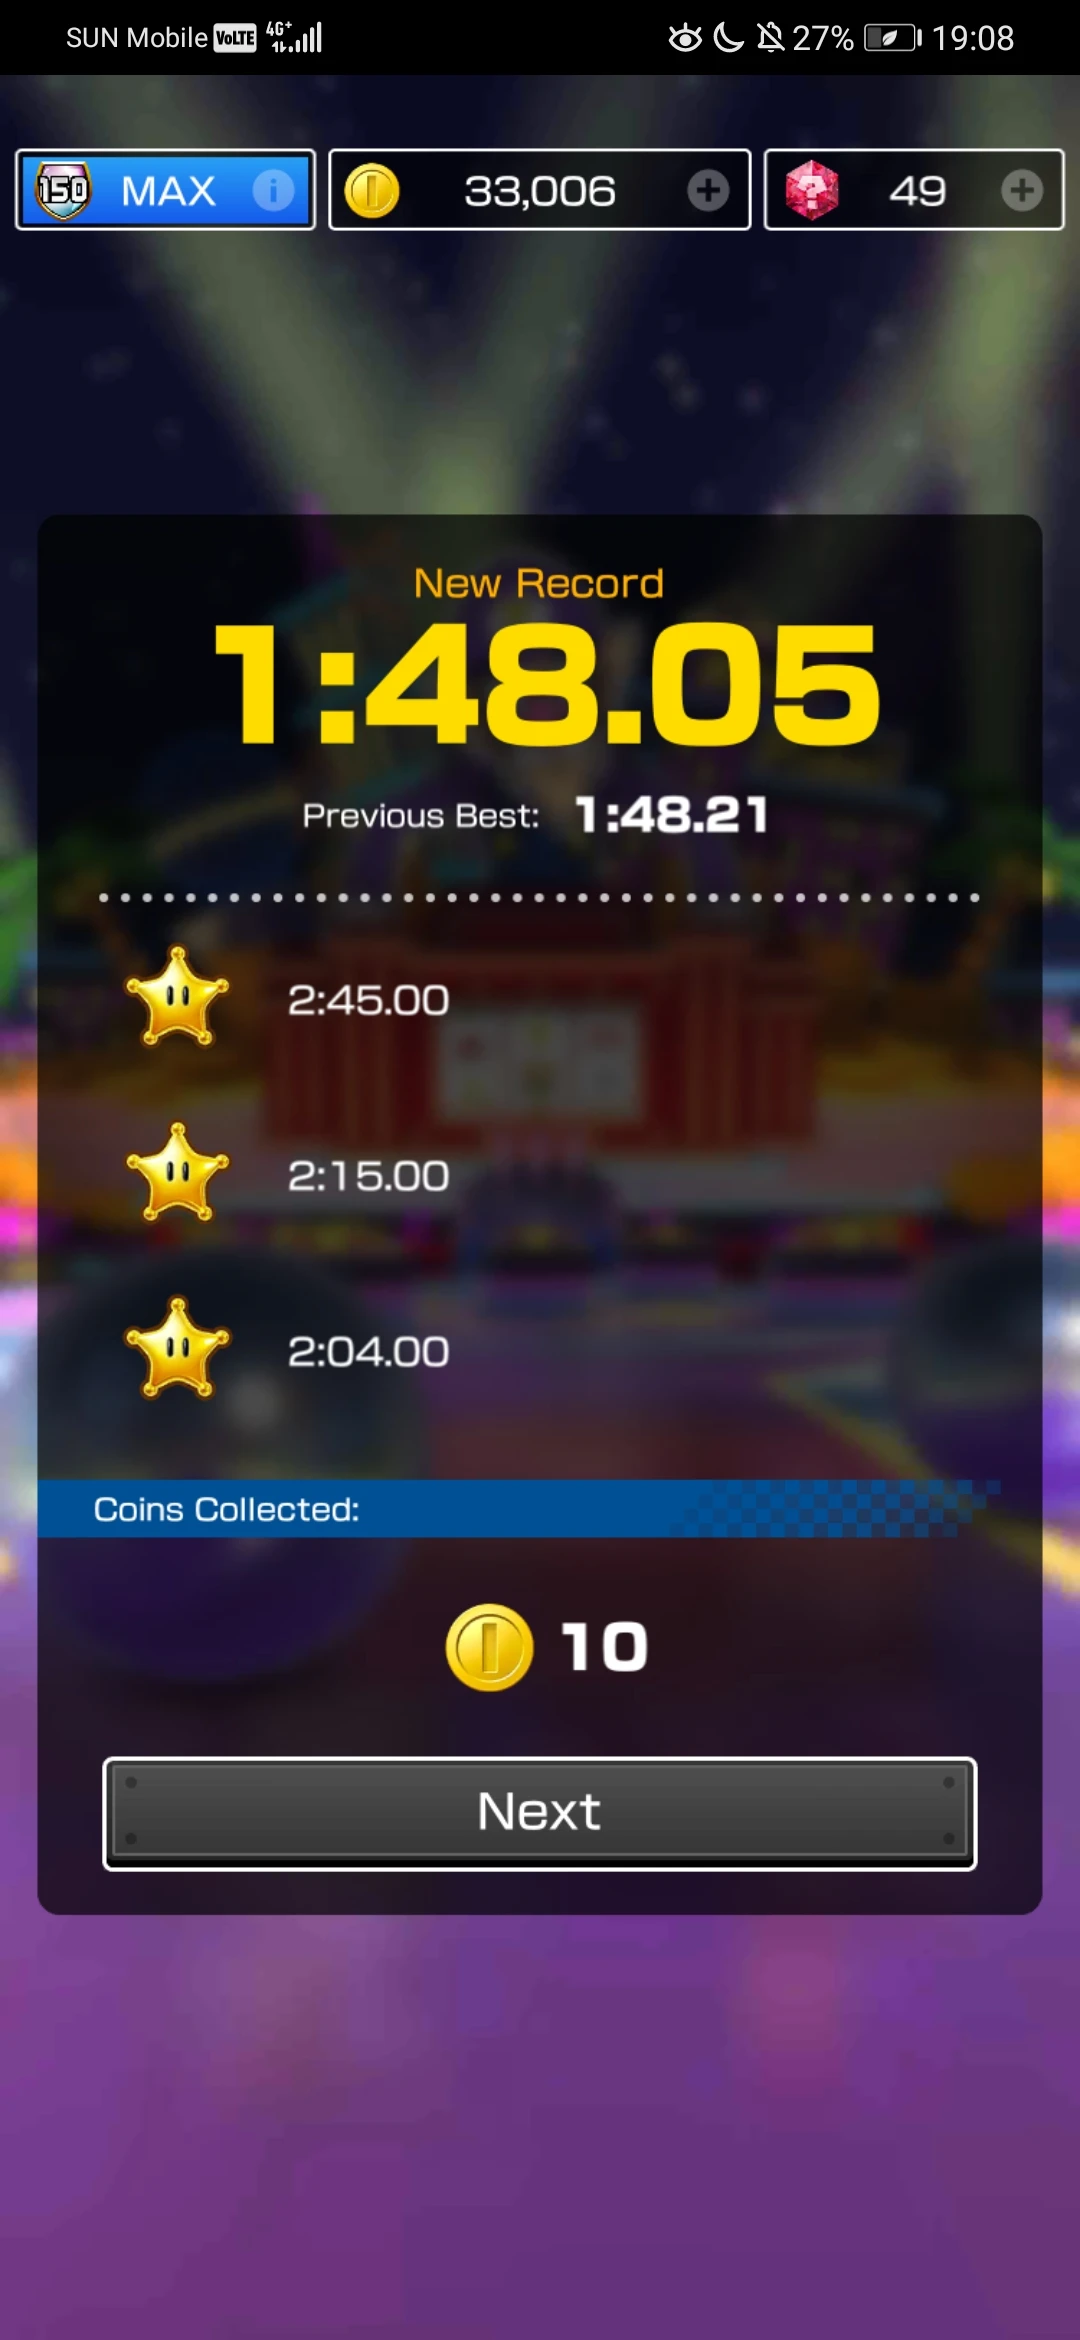 SUN Mobile VoLTE 4G+ 27% 19:08
150 MAX i 33,006 + 49 +
New Record
1:48.05
Previous Best: 1:48.21
2:45.00
2:15.00
2:04.00
Coins Collected:
10
Next